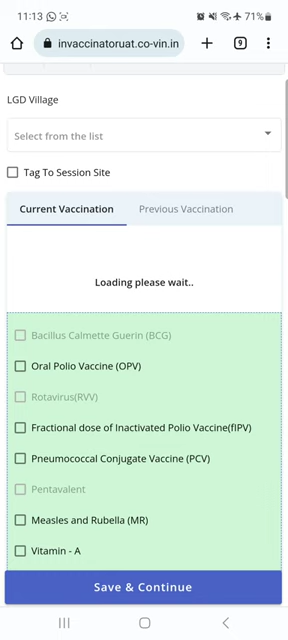 11:13
71%
invaccinatoruat.co-vin.in
9
LGD Village
Select from the list
Tag To Session Site
Current Vaccination
Previous Vaccination
Loading please wait..
Bacillus Calmette Guerin (BCG)
Oral Polio Vaccine (OPV)
Rotavirus(RVV)
Fractional dose of Inactivated Polio Vaccine(fIPV)
Pneumococcal Conjugate Vaccine (PCV)
Pentavalent
Measles and Rubella (MR)
Vitamin - A
Save & Continue